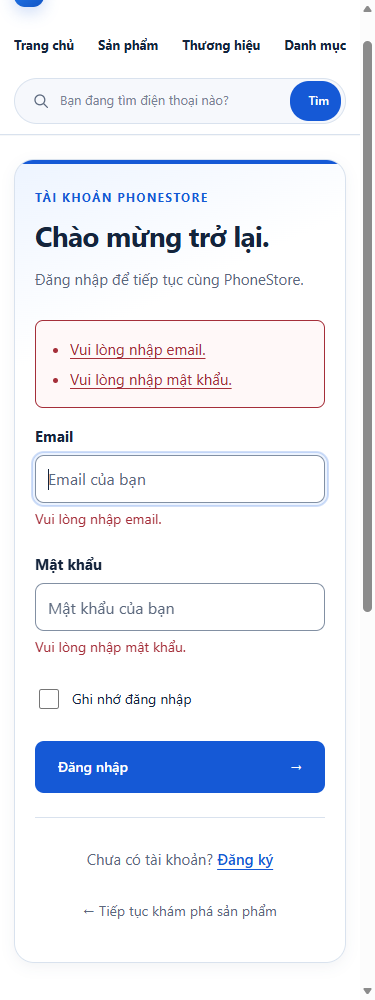 Trang chủ Sản phẩm Thương hiệu Danh mục
Bạn đang tìm điện thoại nào? Tìm
TÀI KHOẢN PHONESTORE
Chào mừng trở lại.
Đăng nhập để tiếp tục cùng PhoneStore.
• Vui lòng nhập email.
• Vui lòng nhập mật khẩu.
Email
Email của bạn
Vui lòng nhập email.
Mật khẩu
Mật khẩu của bạn
Vui lòng nhập mật khẩu.
Ghi nhớ đăng nhập
Đăng nhập →
Chưa có tài khoản? Đăng ký
← Tiếp tục khám phá sản phẩm